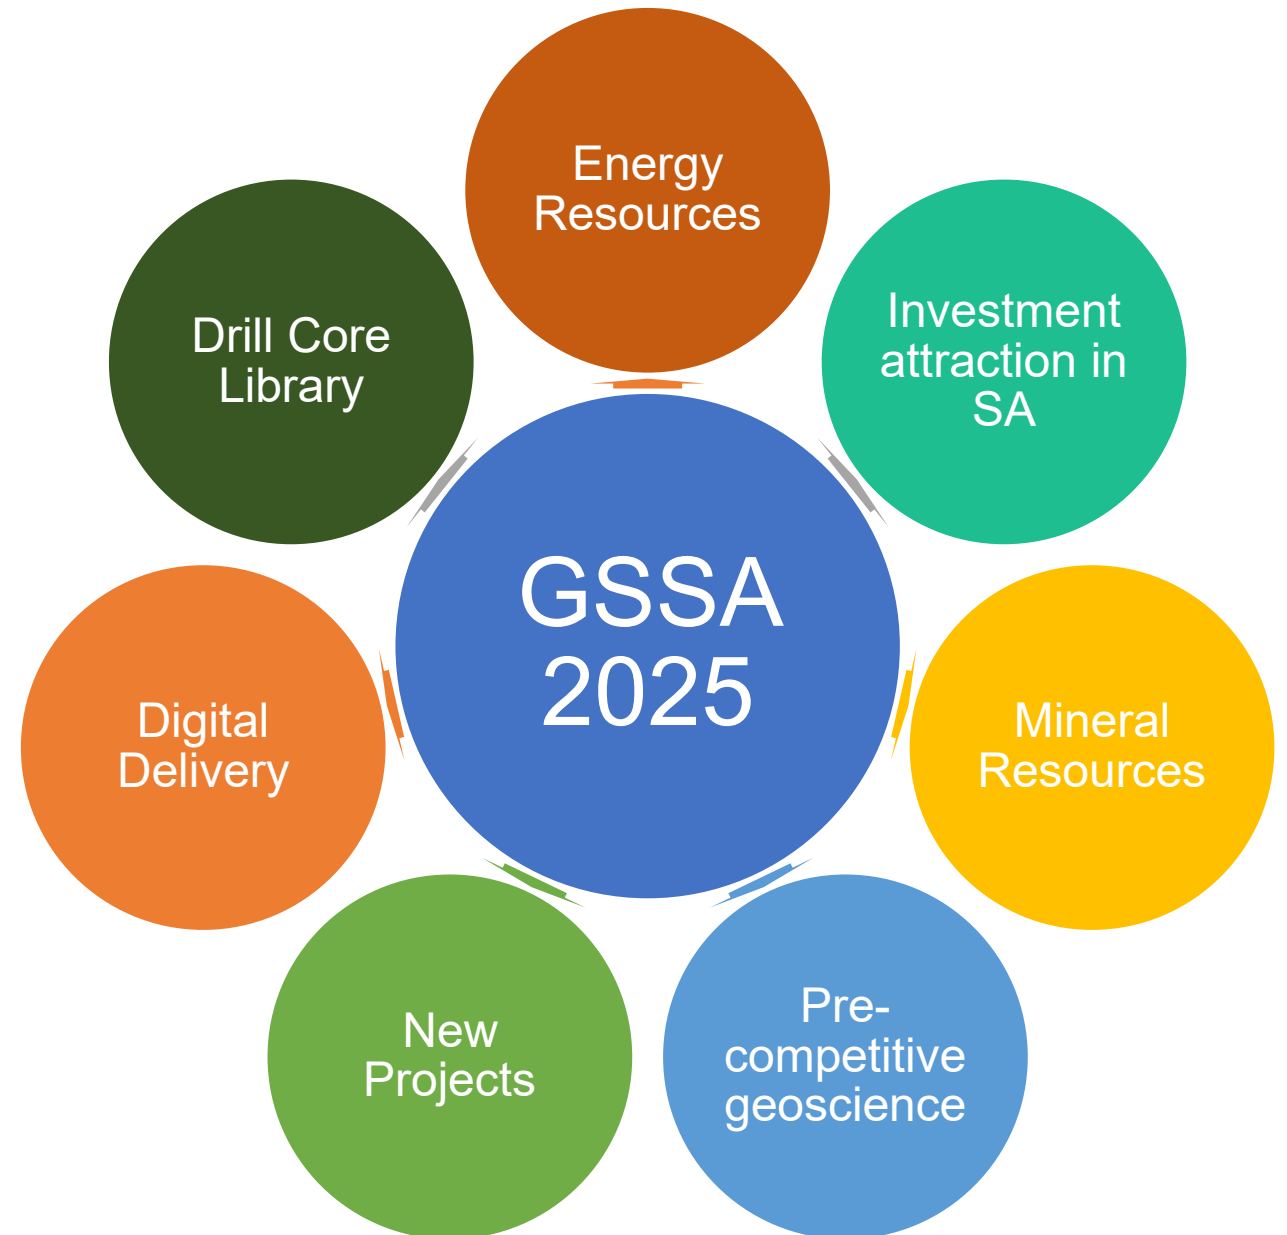 Energy
Resources
Investment
attraction in
SA
Drill Core
Library
GSSA
2025
Digital
Delivery
Mineral
Resources
New
Projects
Pre-
competitive
geoscience